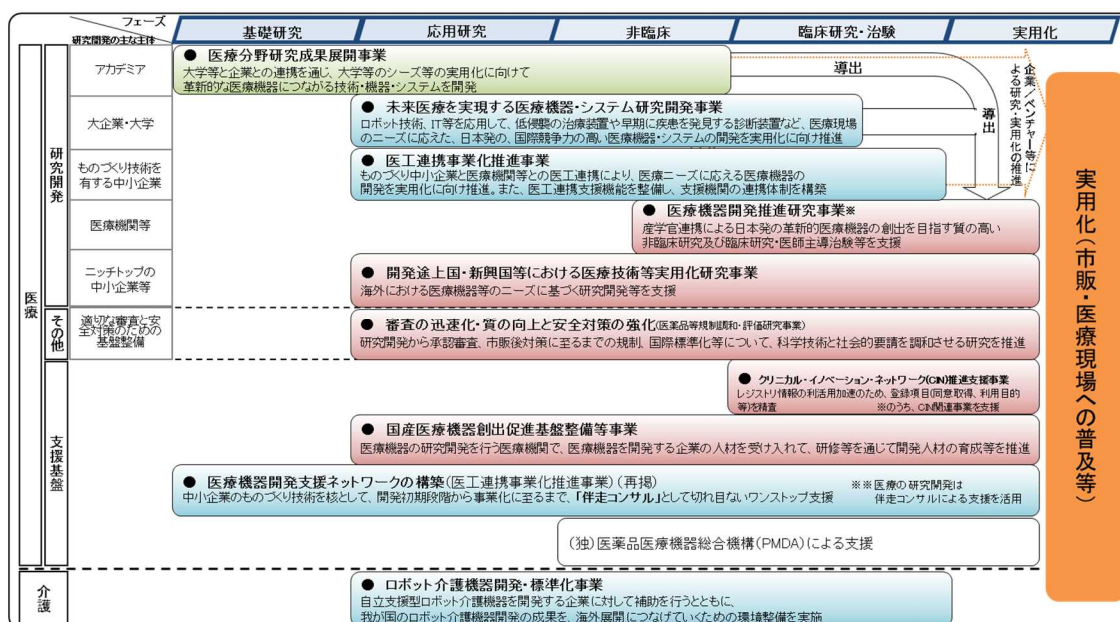 フェーズ
研究開発の主な主体
基礎研究
応用研究
非臨床
臨床研究・治験
実用化
医療
研究開発
アカデミア
● 医療分野研究成果展開事業
大学等と企業との連携を通じ、大学等のシーズ等の実用化に向けて
革新的な医療機器につながる技術・機器・システムを開発
導出
導出
企業／ベンチャー等に
よる研究・実用化の推進
大企業・大学
● 未来医療を実現する医療機器・システム研究開発事業
ロボット技術、IT等を応用して、低侵襲の治療装置や早期に疾患を発見する診断装置など、医療現場
のニーズに応えた、日本発の、国際競争力の高い医療機器・システムの開発を実用化に向け推進
ものづくり技術を
有する中小企業
● 医工連携事業化推進事業
ものづくり中小企業と医療機関等との医工連携により、医療ニーズに応える医療機器の
開発を実用化に向け推進。また、医工連携支援機能を整備し、支援機関の連携体制を構築
医療機関等
● 医療機器開発推進研究事業※
産学官連携による日本発の革新的医療機器の創出を目指す質の高い
非臨床研究及び臨床研究・医師主導治験等を支援
ニッチトップの
中小企業等
● 開発途上国・新興国等における医療技術等実用化研究事業
海外における医療機器等のニーズに基づく研究開発等を支援
その他
適切な審査と安
全対策のための
基盤整備
● 審査の迅速化・質の向上と安全対策の強化(医薬品等規制調和・評価研究事業)
研究開発から承認審査、市販後対策に至るまでの規制、国際標準化等について、科学技術と社会的要請を調和させる研究を推進
支援基盤
● クリニカル・イノベーション・ネットワーク(CIN)推進支援事業
レジストリ情報の利活用加速のため、登録項目(同意取得、利用目的
等)を精査 ※のうち、CIN関連事業を支援
● 国産医療機器創出促進基盤整備等事業
医療機器の研究開発を行う医療機関で、医療機器を開発する企業の人材を受け入れて、研修等を通じて開発人材の育成等を推進
● 医療機器開発支援ネットワークの構築(医工連携事業化推進事業)(再掲)
中小企業のものづくり技術を核として、開発初期段階から事業化に至るまで、「伴走コンサル」として切れ目ないワンストップ支援
※※医療の研究開発は
伴走コンサルによる支援を活用
(独)医薬品医療機器総合機構(PMDA)による支援
介護
● ロボット介護機器開発・標準化事業
自立支援型ロボット介護機器を開発する企業に対して補助を行うとともに、
我が国のロボット介護機器開発の成果を、海外展開につなげていくための環境整備を実施
実用化(市販・医療現場への普及等)